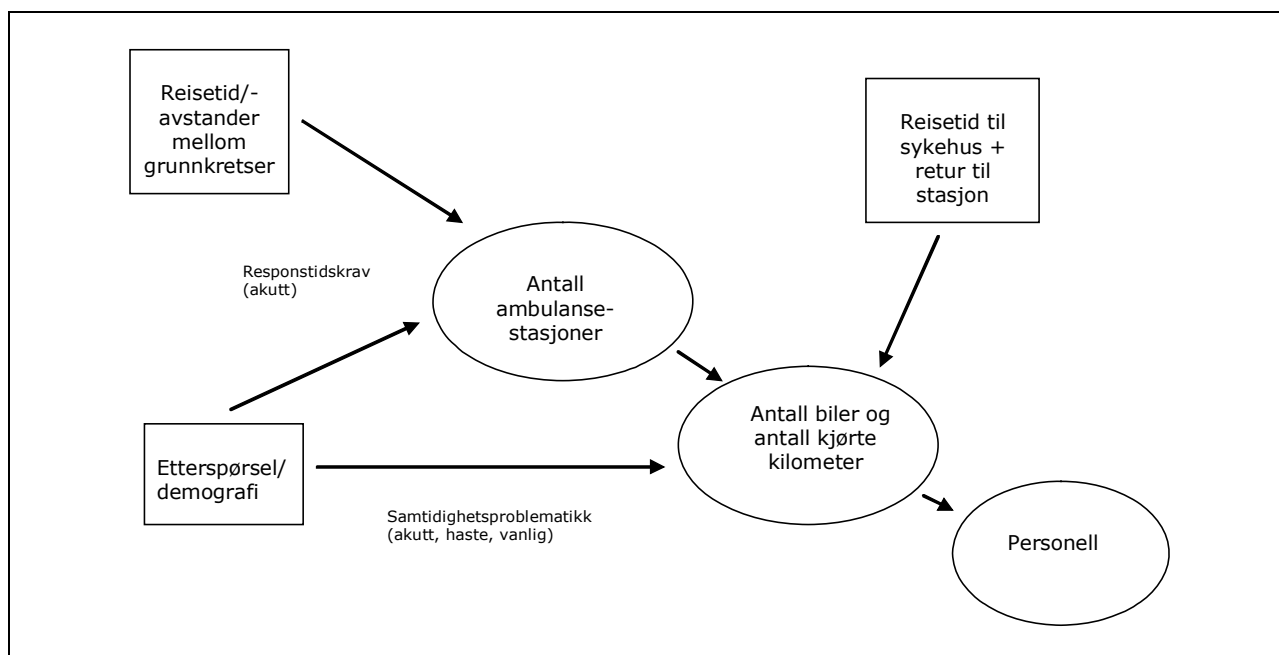 Reisetid/-
avstander
mellom
grunnkretser
Reisetid til
sykehus +
retur til
stasjon
Responstidskrav
(akutt)
Antall
ambulanse-
stasjoner
Etterspørsel/
demografi
Antall biler og
antall kjørte
kilometer
Samtidighetsproblematikk
(akutt, haste, vanlig)
Personell